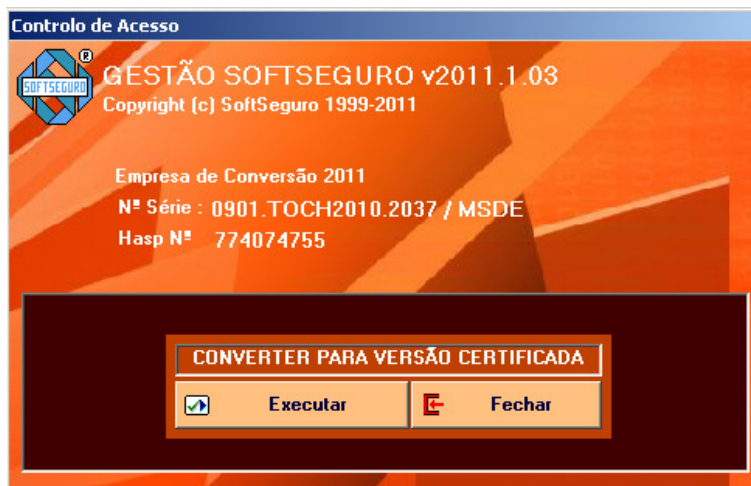 Controlo de Acesso
SOFTSEGURO
®
GESTÃO SOFTSEGURO v2011.1.03
Copyright (c) SoftSeguro 1999-2011
Empresa de Conversão 2011
Nº Série : 0901.TOCH2010.2037 / MSDE
Hasp Nº 774074755
CONVERTER PARA VERSÃO CERTIFICADA
Executar
Fechar